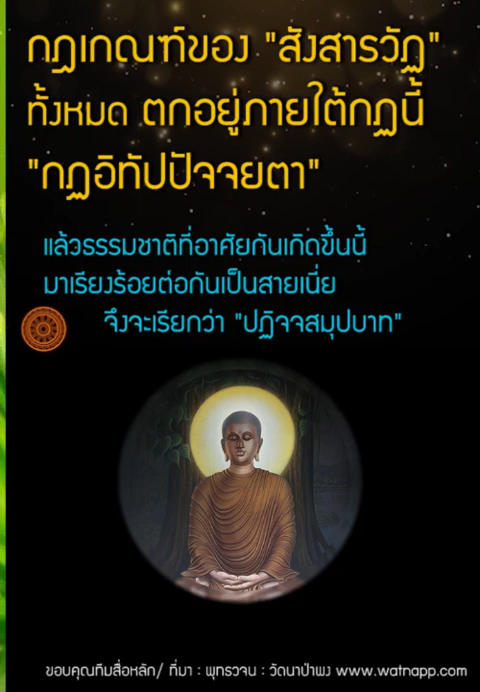 กฎเกณฑ์ของ "สังสารวัฏ"
ทั้งหมด ตกอยู่ภายใต้กฎนี้
"กฎอิทัปปัจจยตา"
แล้วธรรมชาติที่อาศัยกันเกิดขึ้นนี้
มาเรียงร้อยต่อกันเป็นสายเนี่ย
จึงจะเรียกว่า "ปฏิจจสมุปบาท"
ขอบคุณทีมสื่อหลัก/ ที่มา : พุทธวจน : วัดนาป่าพง www.watnapp.com